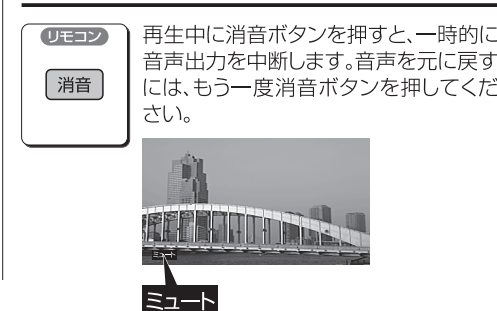 リモコン
消音
再生中に消音ボタンを押すと、一時的に
音声出力を中断します。音声を元に戻す
には、もう一度消音ボタンを押してくだ
さい。
ミュート
ミュート